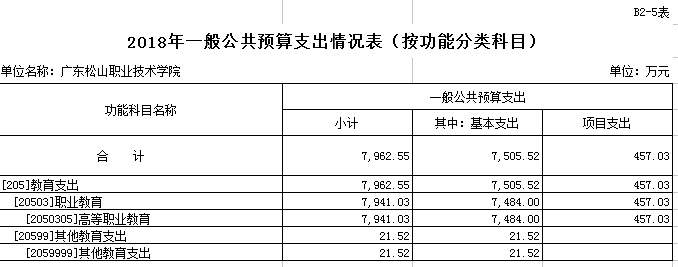 B2-5表
2018年一般公共预算支出情况表（按功能分类科目）
单位名称：广东松山职业技术学院 单位：万元
功能科目名称 一般公共预算支出
小计 其中：基本支出 项目支出
合 计 7,962.55 7,505.52 457.03
[205]教育支出 7,962.55 7,505.52 457.03
[20503]职业教育 7,941.03 7,484.00 457.03
[2050305]高等职业教育 7,941.03 7,484.00 457.03
[20599]其他教育支出 21.52 21.52
[2059999]其他教育支出 21.52 21.52